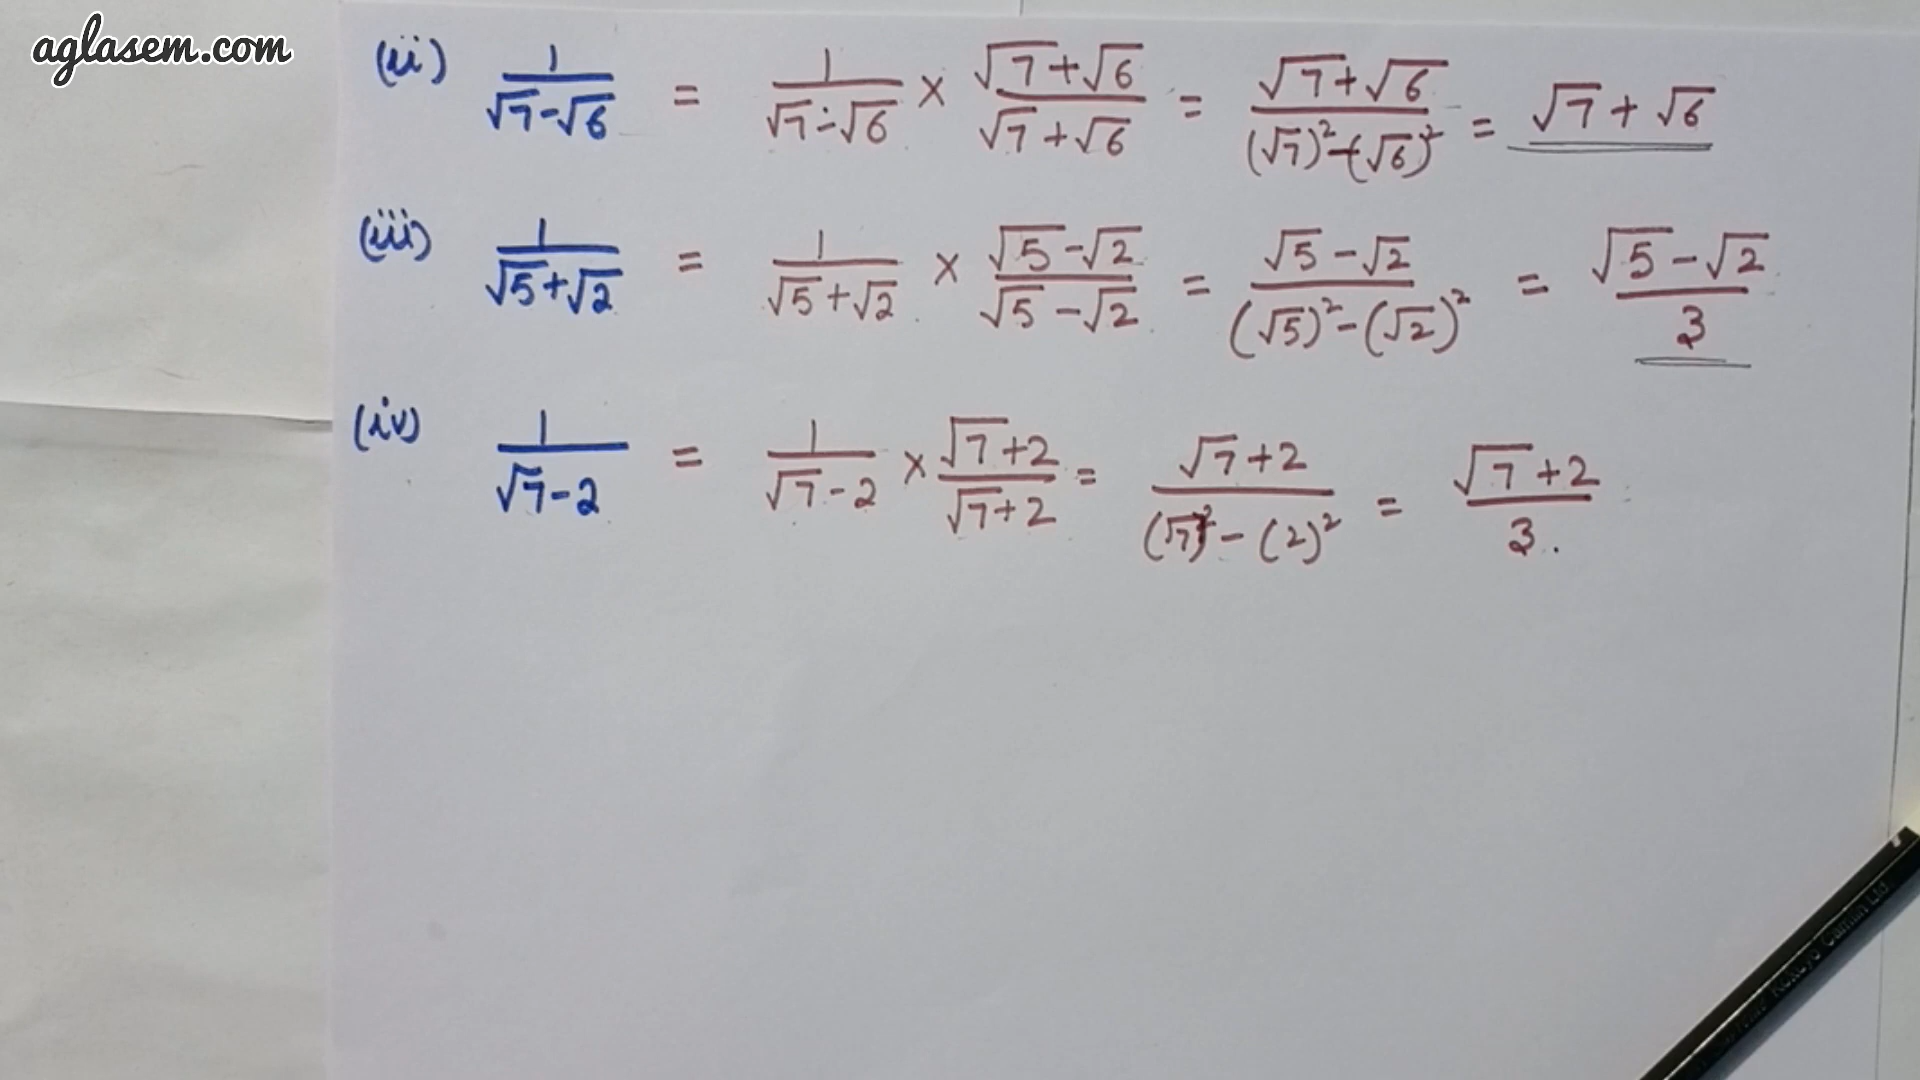 aglasem.com
(ii) 1/(√7-√6) = 1/(√7-√6) × (√7+√6)/(√7+√6) = (√7+√6)/((√7)²-(√6)²) = √7+√6
(iii) 1/(√5+√2) = 1/(√5+√2) × (√5-√2)/(√5-√2) = (√5-√2)/((√5)²-(√2)²) = (√5-√2)/3
(iv) 1/(√7-2) = 1/(√7-2) × (√7+2)/(√7+2) = (√7+2)/((√7)²-(2)²) = (√7+2)/3.